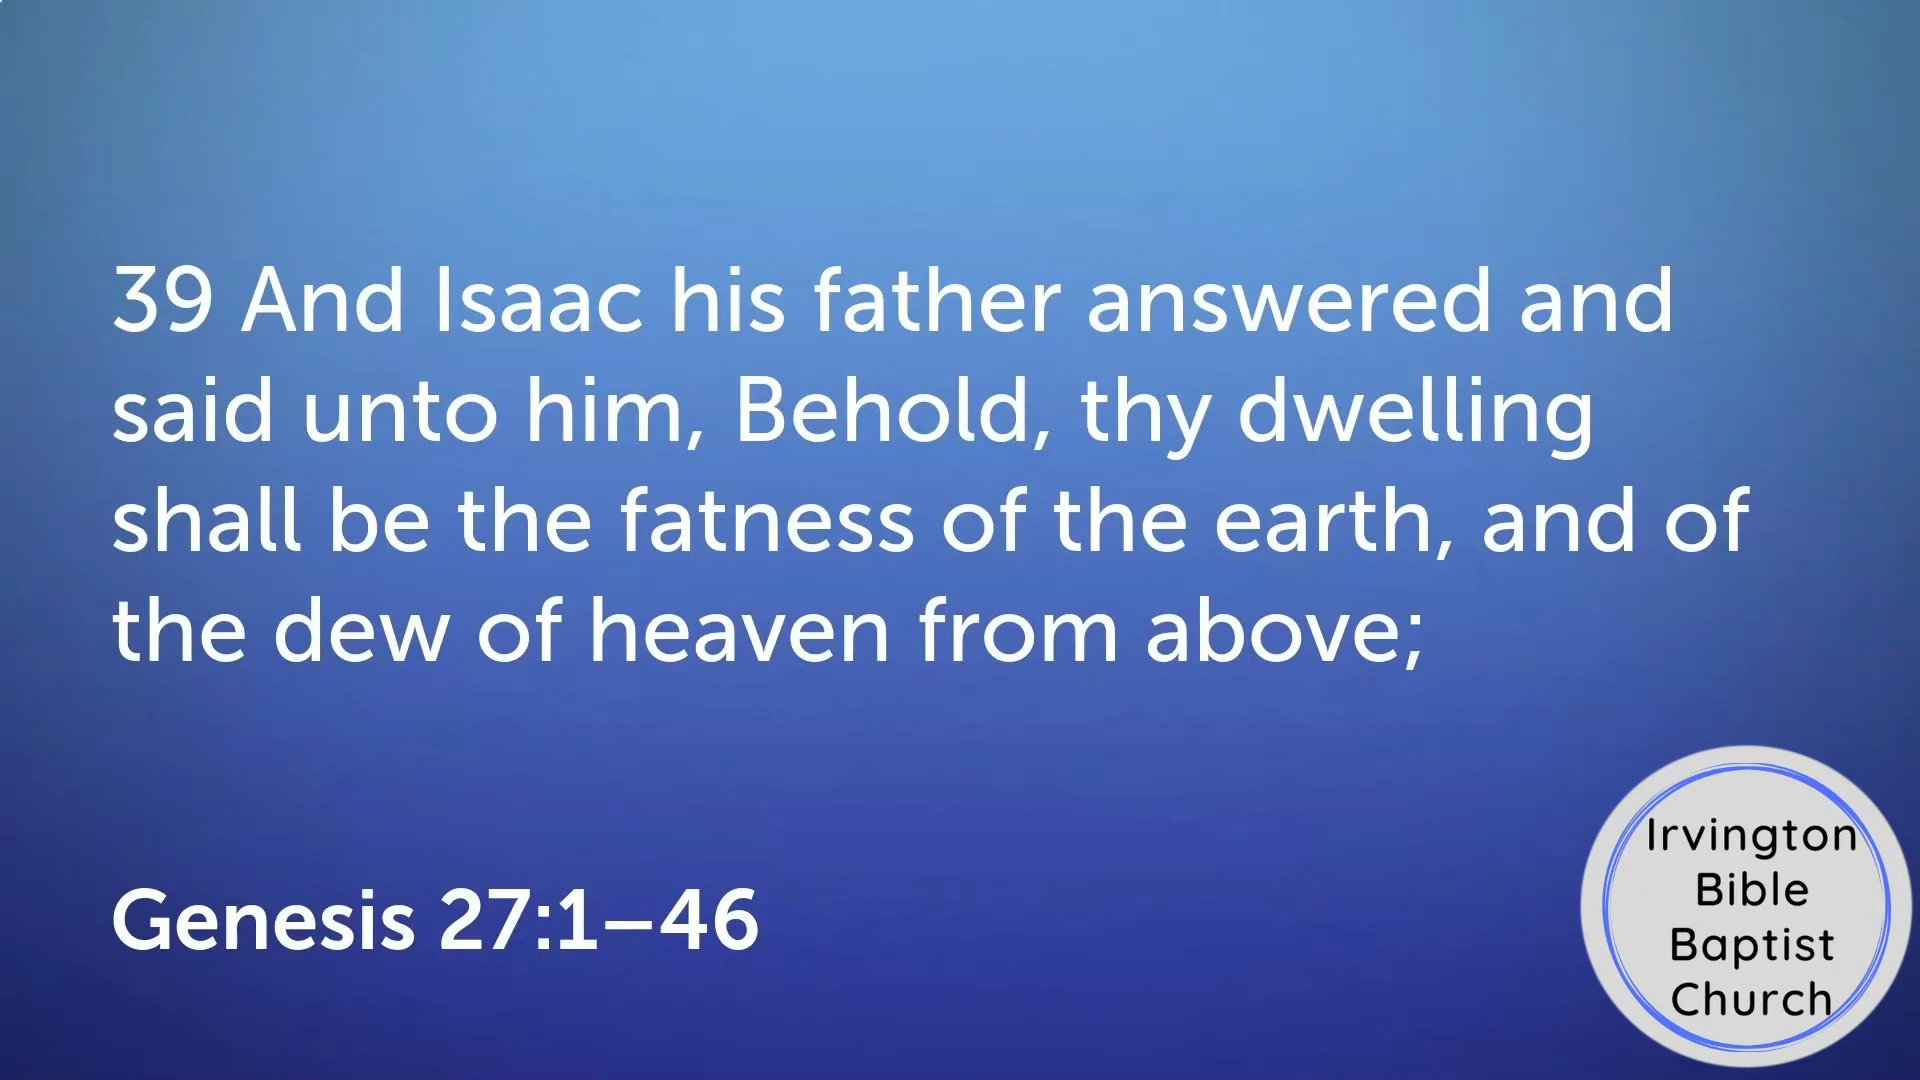 39 And Isaac his father answered and
said unto him, Behold, thy dwelling
shall be the fatness of the earth, and of
the dew of heaven from above;
Genesis 27:1–46
Irvington
Bible
Baptist
Church